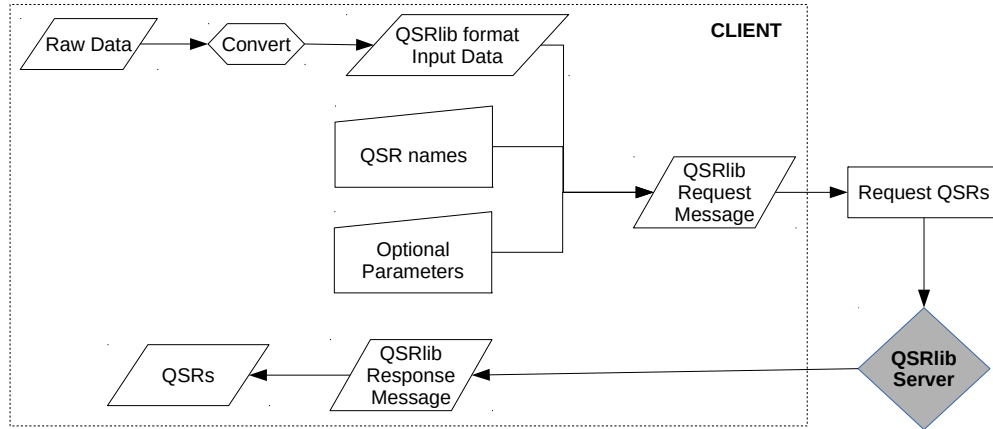 CLIENT
Raw Data
Convert
QSRlib format
Input Data
QSR names
Optional
Parameters
QSRlib
Request
Message
Request QSRs
QSRlib
Server
QSRlib
Response
Message
QSRs